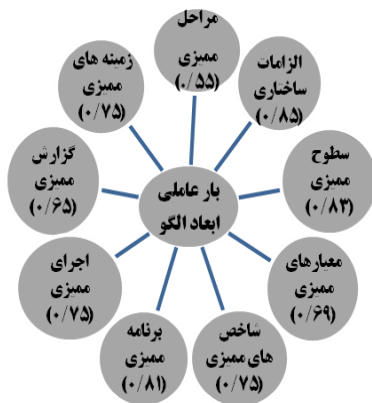 مراحل
ممیزی
(۰/۵۵)
الزامات
ساختاری
(۰/۸۵)
سطوح
ممیزی
(۰/۸۳)
معیارهای
ممیزی
(۰/۶۹)
شاخص
های ممیزی
(۰/۷۵)
برنامه
ممیزی
(۰/۸۱)
اجرای
ممیزی
(۰/۷۵)
گزارش
ممیزی
(۰/۶۵)
زمینه های
ممیزی
(۰/۷۵)
بار عاملی
ابعاد الگو